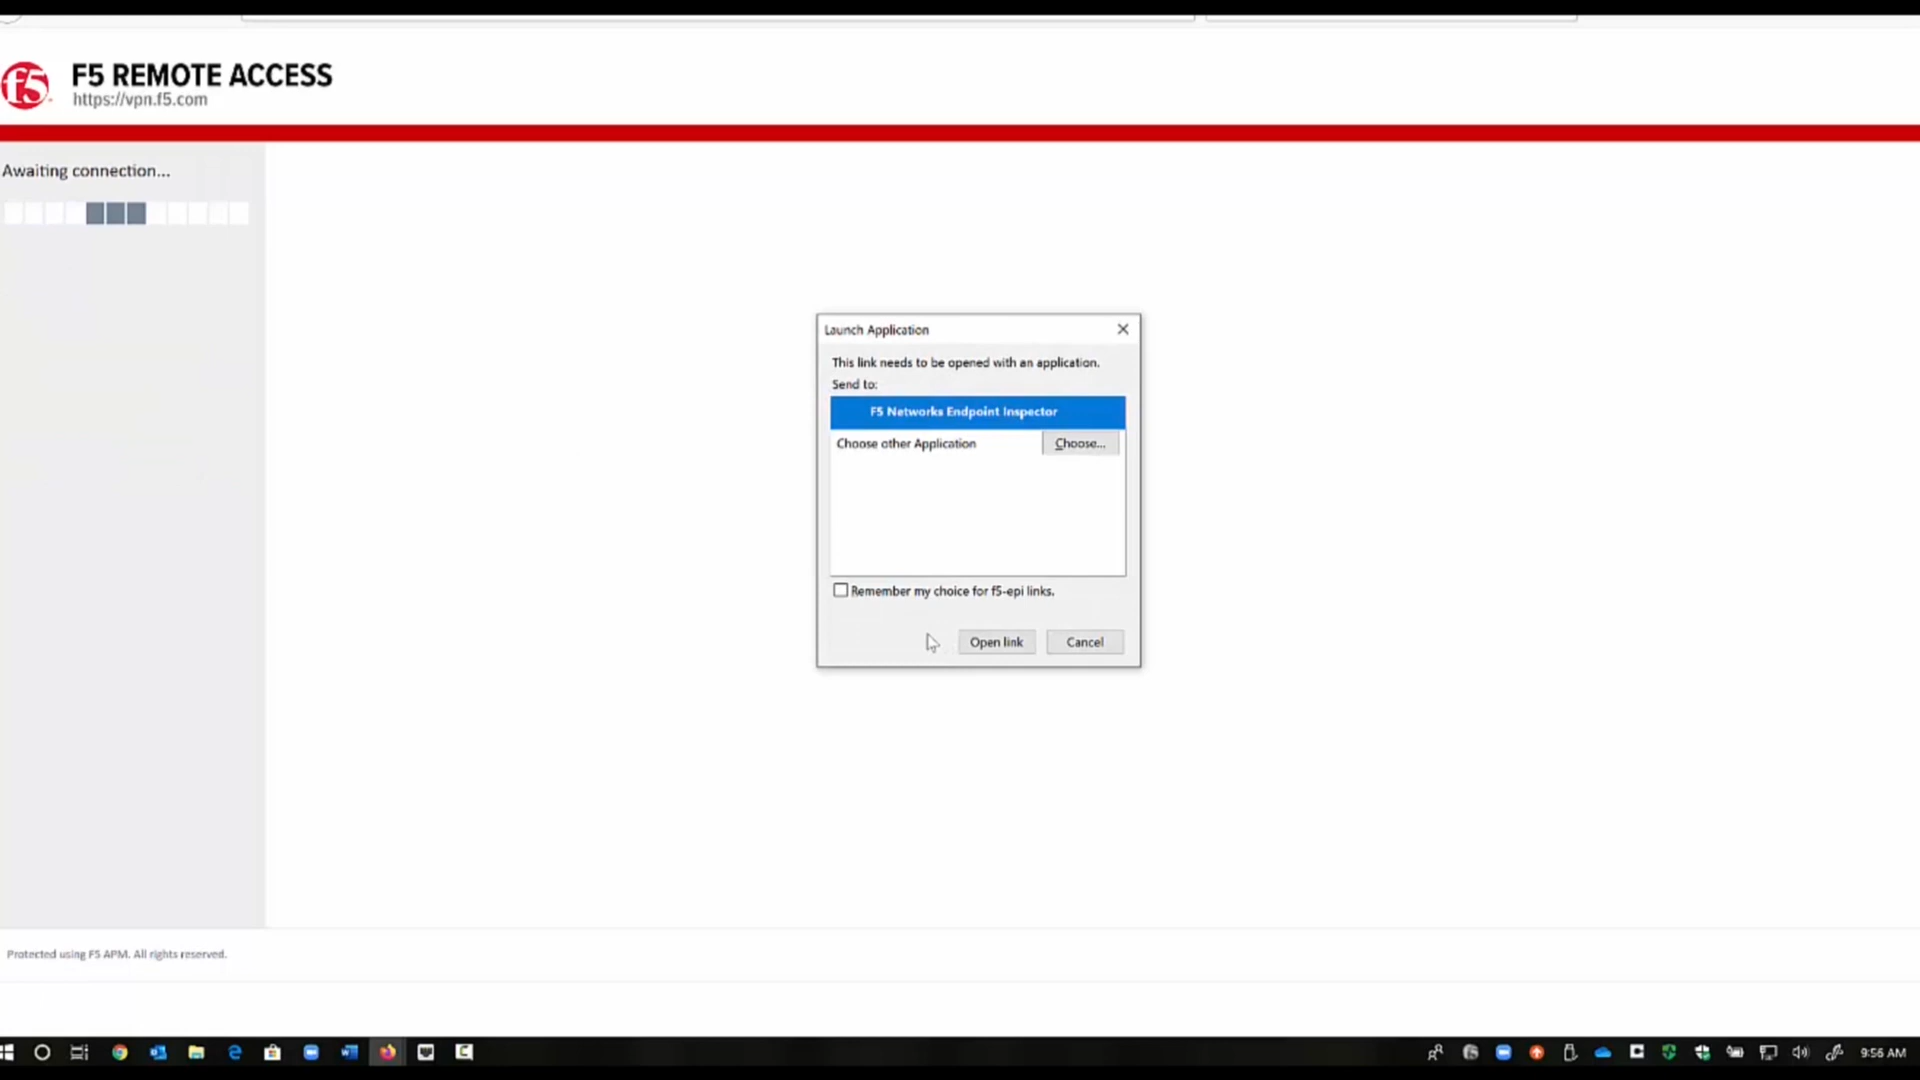 f5
F5 REMOTE ACCESS
https://vpn.f5.com
Awaiting connection...
Launch Application
This link needs to be opened with an application.
Send to:
F5 Networks Endpoint Inspector
Choose other Application
Choose...
Remember my choice for f5-epi links.
Open link
Cancel
Protected using F5 APM. All rights reserved.
9:56 AM